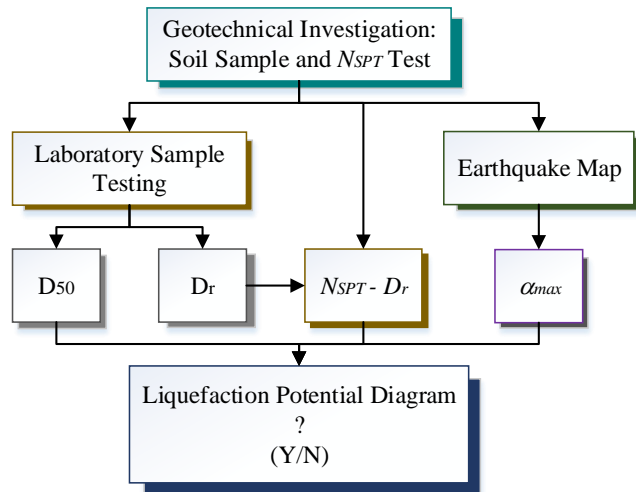 Geotechnical Investigation:
Soil Sample and NSPT Test
Laboratory Sample
Testing
Earthquake Map
D50
Dr
NSPT - Dr
αmax
Liquefaction Potential Diagram
?
(Y/N)